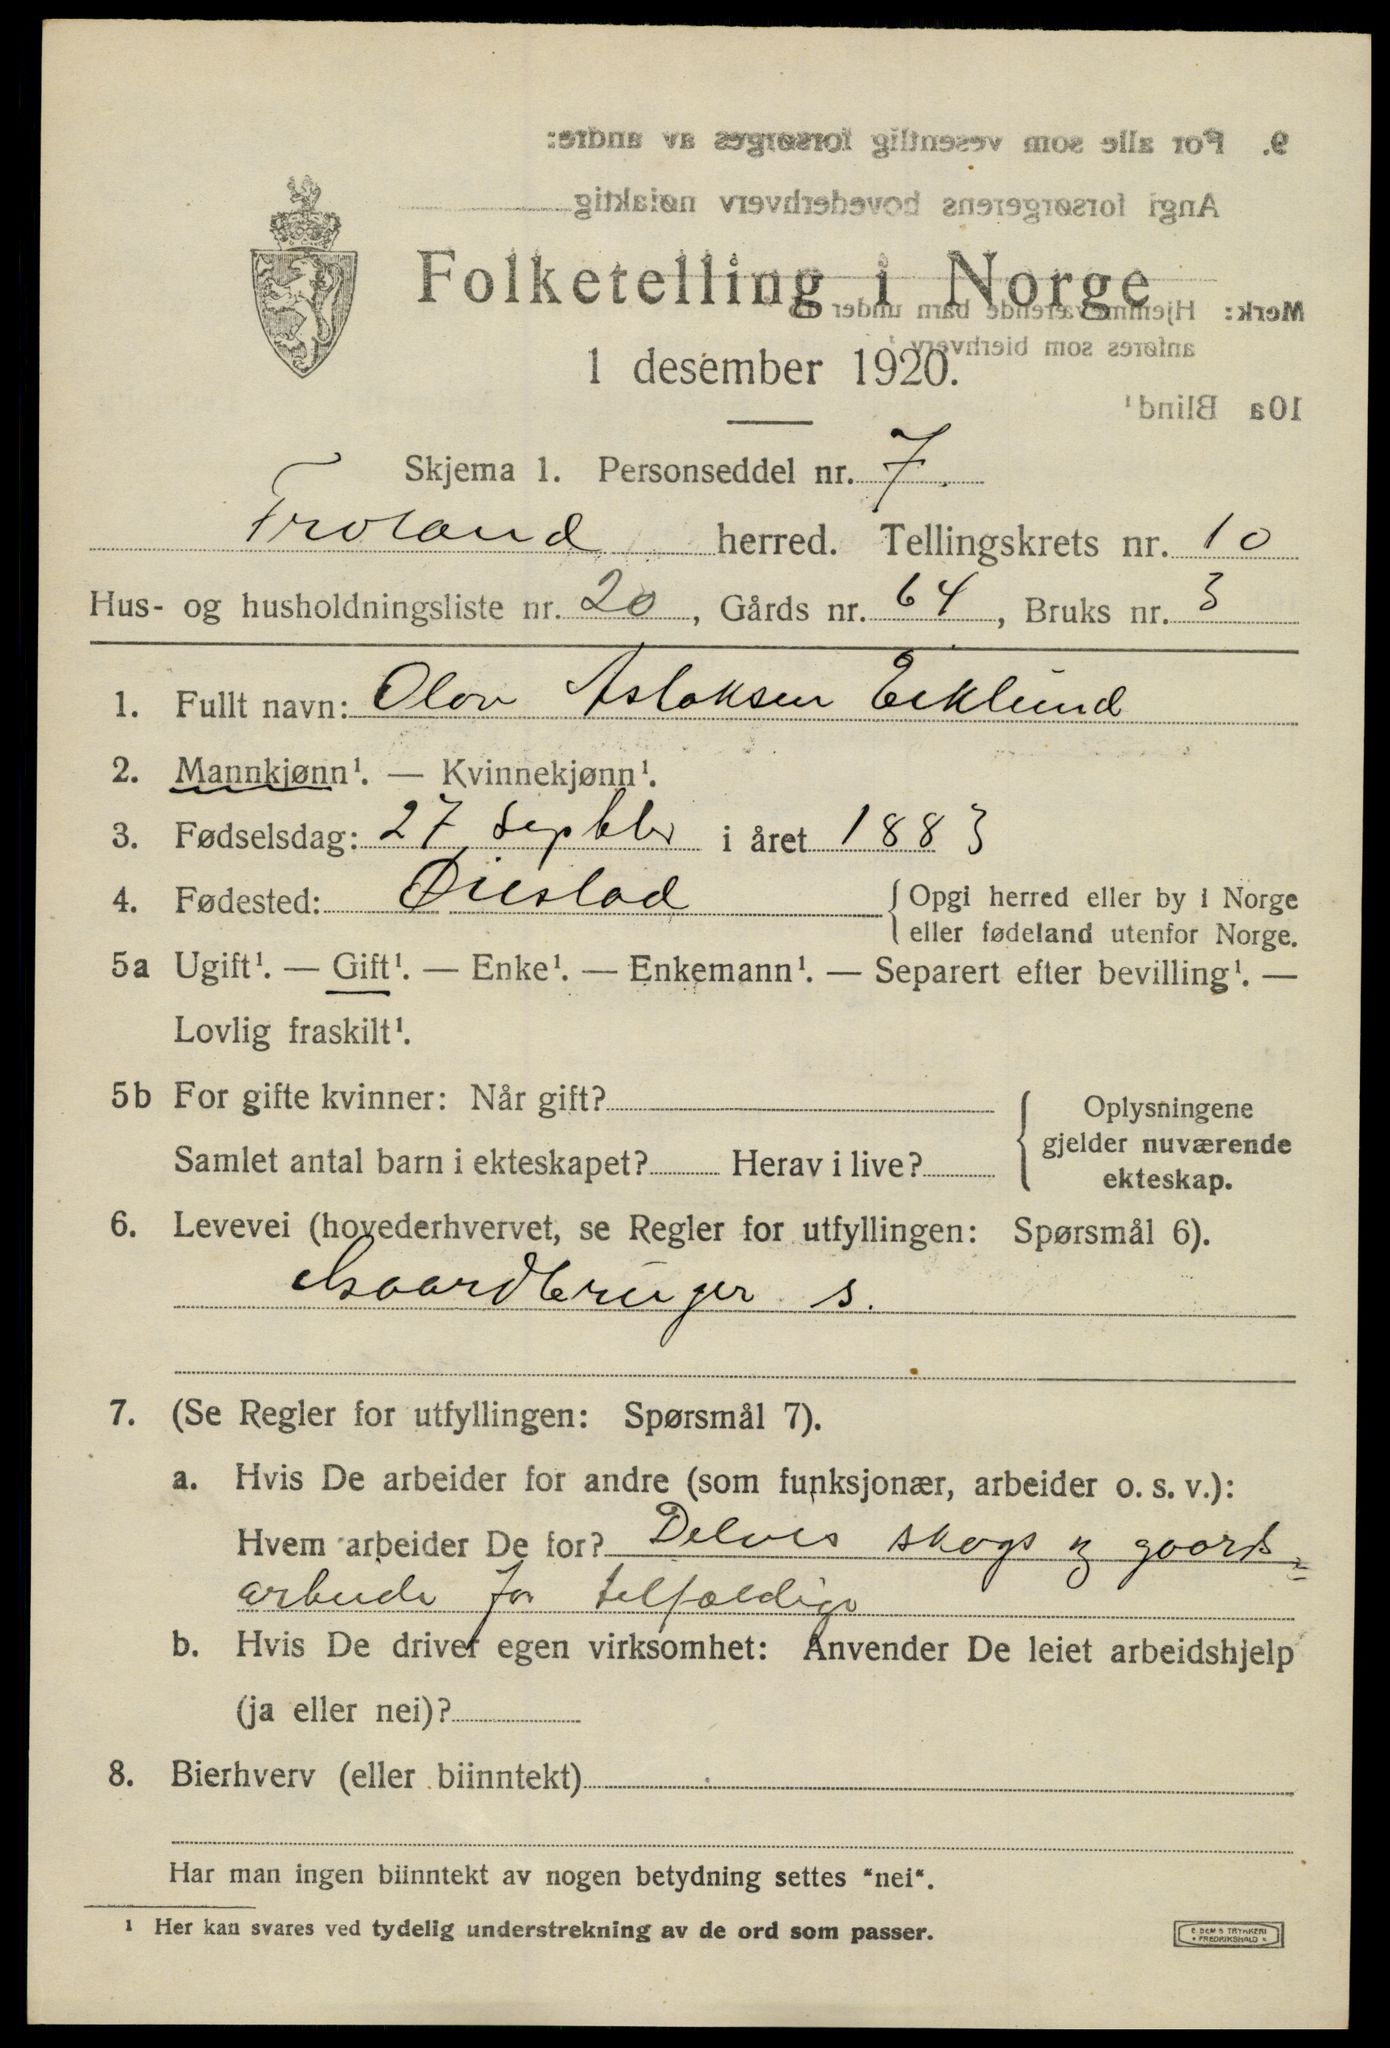 Folketelling i Norge
1 desember 1920.
Skjema 1. Personseddel nr. 7.
Froland herred. Tellingskrets nr. 10
Hus- og husholdningsliste nr. 20, Gårds nr. 64, Bruks nr. 3
1. Fullt navn: Olav Aslaksen Eeklund
2. Mannkjønn¹. — Kvinnekjønn¹.
3. Fødselsdag: 27 septbr i året 1883
4. Fødested: Øiestad { Opgi herred eller by i Norge
eller fødeland utenfor Norge.
5a Ugift¹. — Gift¹. — Enke¹. — Enkemann¹. — Separert efter bevilling¹. —
Lovlig fraskilt¹.
5b For gifte kvinner: Når gift? { Oplysningene
gjelder nuværende
Samlet antal barn i ekteskapet? Herav i live?
ekteskap.
6. Levevei (hovederhvervet, se Regler for utfyllingen: Spørsmål 6).
Gaardbruger s.
7. (Se Regler for utfyllingen: Spørsmål 7).
a. Hvis De arbeider for andre (som funksjonær, arbeider o. s. v.):
Hvem arbeider De for? Delvis skogs og gaards=
arbeide for tilfældige
b. Hvis De driver egen virksomhet: Anvender De leiet arbeidshjelp
(ja eller nei)?
8. Bierhverv (eller biinntekt)
Har man ingen biinntekt av nogen betydning settes "nei".
¹ Her kan svares ved tydelig understrekning av de ord som passer.
9. For alle som vesentlig forsørges av andre:
Angi forsørgerens hovederhverv nøiaktig
Merk: Hjemmeværende barn under
anføres som bierhverv
10a Blind¹